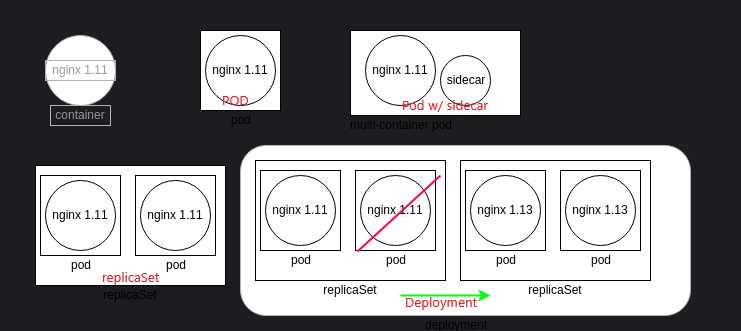 nginx 1.11
container
nginx 1.11
POD
pod
nginx 1.11
sidecar
Pod w/ sidecar
multi-container pod
nginx 1.11
nginx 1.11
pod
pod
replicaSet
replicaSet
nginx 1.11
nginx 1.11
nginx 1.13
nginx 1.13
pod
pod
pod
pod
replicaSet
replicaSet
Deployment
deployment